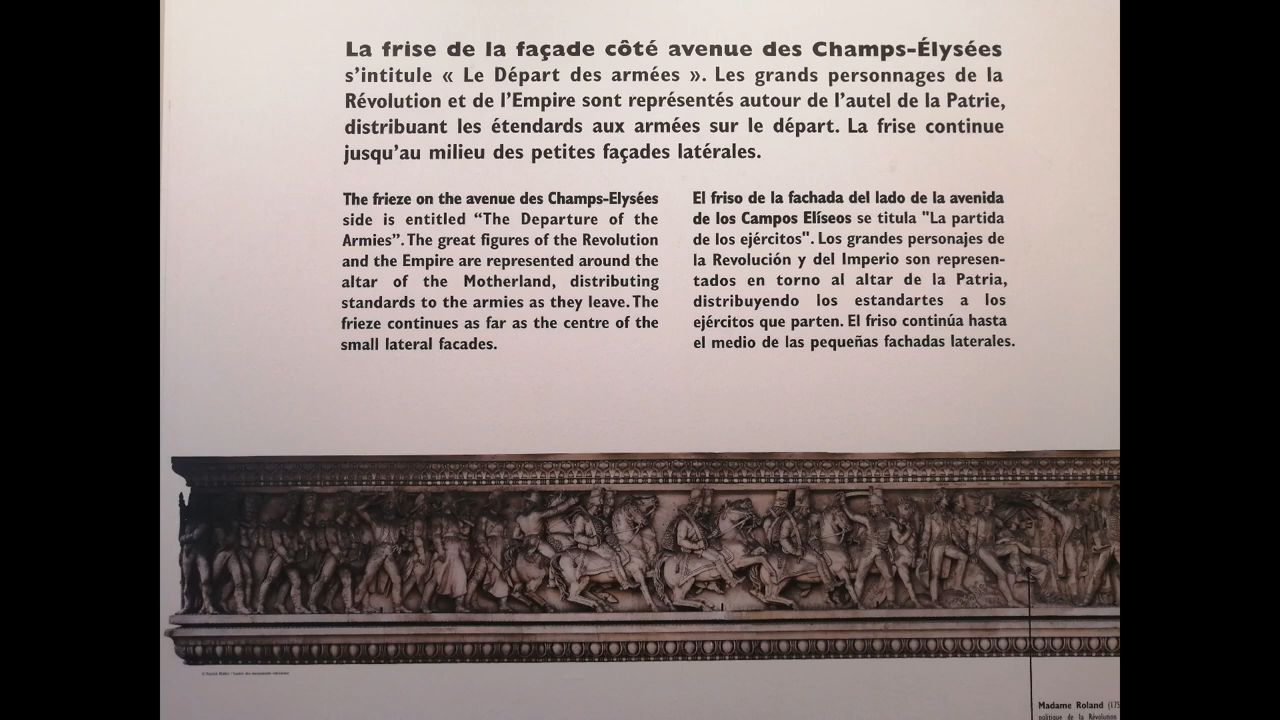 La frise de la façade côté avenue des Champs-Élysées
s'intitule « Le Départ des armées ». Les grands personnages de la
Révolution et de l'Empire sont représentés autour de l'autel de la Patrie,
distribuant les étendards aux armées sur le départ. La frise continue
jusqu'au milieu des petites façades latérales.
The frieze on the avenue des Champs-Elysées
side is entitled “The Departure of the
Armies”. The great figures of the Revolution
and the Empire are represented around the
altar of the Motherland, distributing
standards to the armies as they leave. The
frieze continues as far as the centre of the
small lateral facades.
El friso de la fachada del lado de la avenida
de los Campos Elíseos se titula "La partida
de los ejércitos". Los grandes personajes de
la Revolución y del Imperio son represen-
tados en torno al altar de la Patria,
distribuyendo los estandartes a los
ejércitos que parten. El friso continúa hasta
el medio de las pequeñas fachadas laterales.
Madame Roland (175
politique de la Révolution